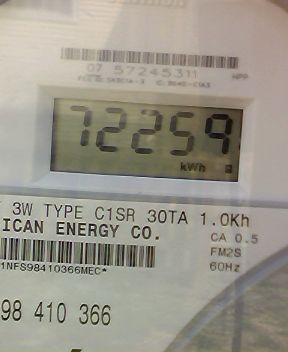 07 57245311
72259
kWh
3W TYPE C1SR 30TA 1.0Kh
ICAN ENERGY CO.
CA 0.5
FM2S
60Hz
1NFS98410366MEC*
98 410 366